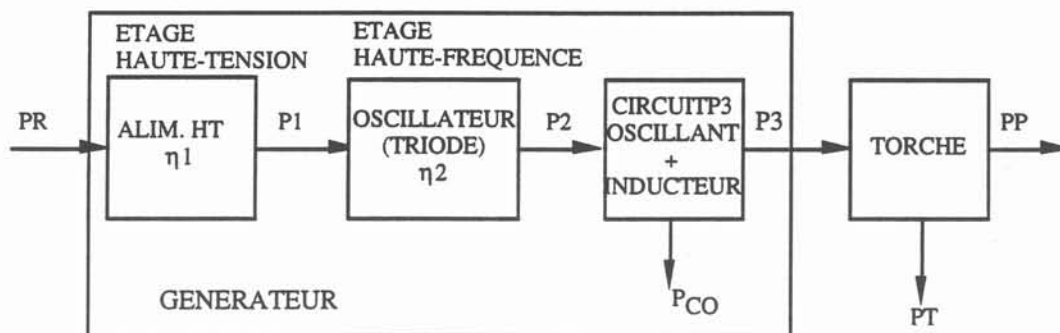 ETAGE
HAUTE-TENSION
ETAGE
HAUTE-FREQUENCE
PR
ALIM. HT
η1
P1
OSCILLATEUR
(TRIODE)
η2
P2
CIRCUITP3
OSCILLANT
+
INDUCTEUR
P3
TORCHE
PP
GENERATEUR
PCO
PT